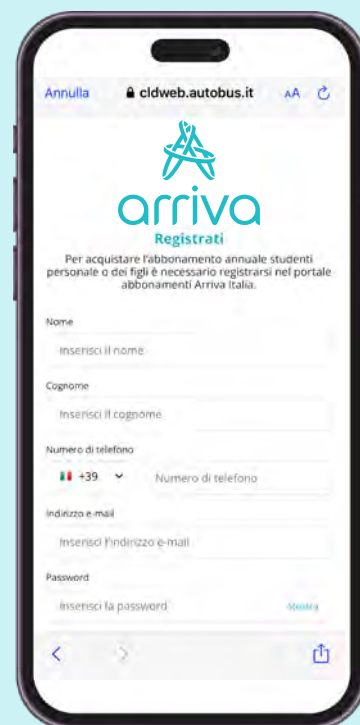 Annulla cldweb.autobus.it AA
arriva
Registrati
Per acquistare l'abbonamento annuale studenti
personale o dei figli è necessario registrarsi nel portale
abbonamenti Arriva Italia.
Nome
Inserisci il nome
Cognome
Inserisci il cognome
Numero di telefono
+39 Numero di telefono
Indirizzo e-mail
Inserisci l'indirizzo e-mail
Password
Inserisci la password Mostra